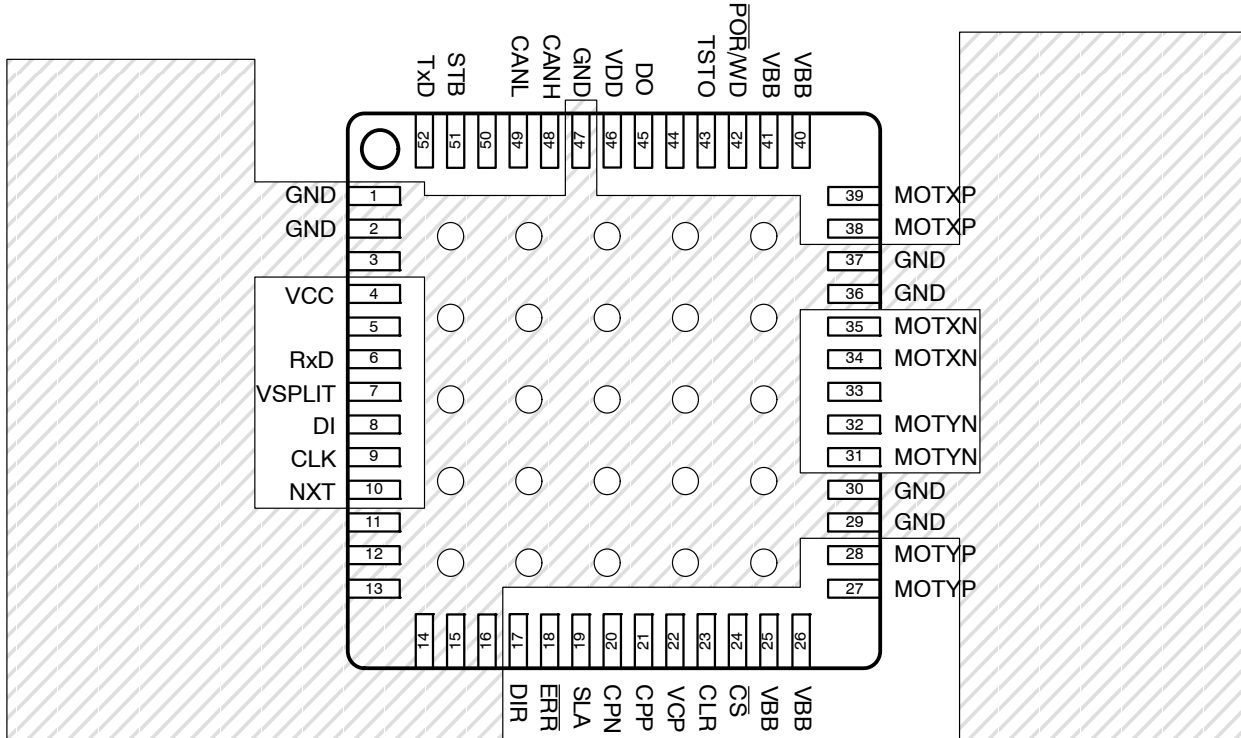 TxD
STB
CANL
CANH
GND
VDD
DO
TSTO
POR/WD
VBB
VBB
52
51
50
49
48
47
46
45
44
43
42
41
40
GND 1
GND 2
3
VCC 4
5
RxD 6
VSPLIT 7
DI 8
CLK 9
NXT 10
11
12
13
39 MOTXP
38 MOTXP
37 GND
36 GND
35 MOTXN
34 MOTXN
33
32 MOTYN
31 MOTYN
30 GND
29 GND
28 MOTYP
27 MOTYP
14
15
16
17
18
19
20
21
22
23
24
25
26
DIR
ERR
SLA
CPN
CPP
VCP
CLR
CS
VBB
VBB